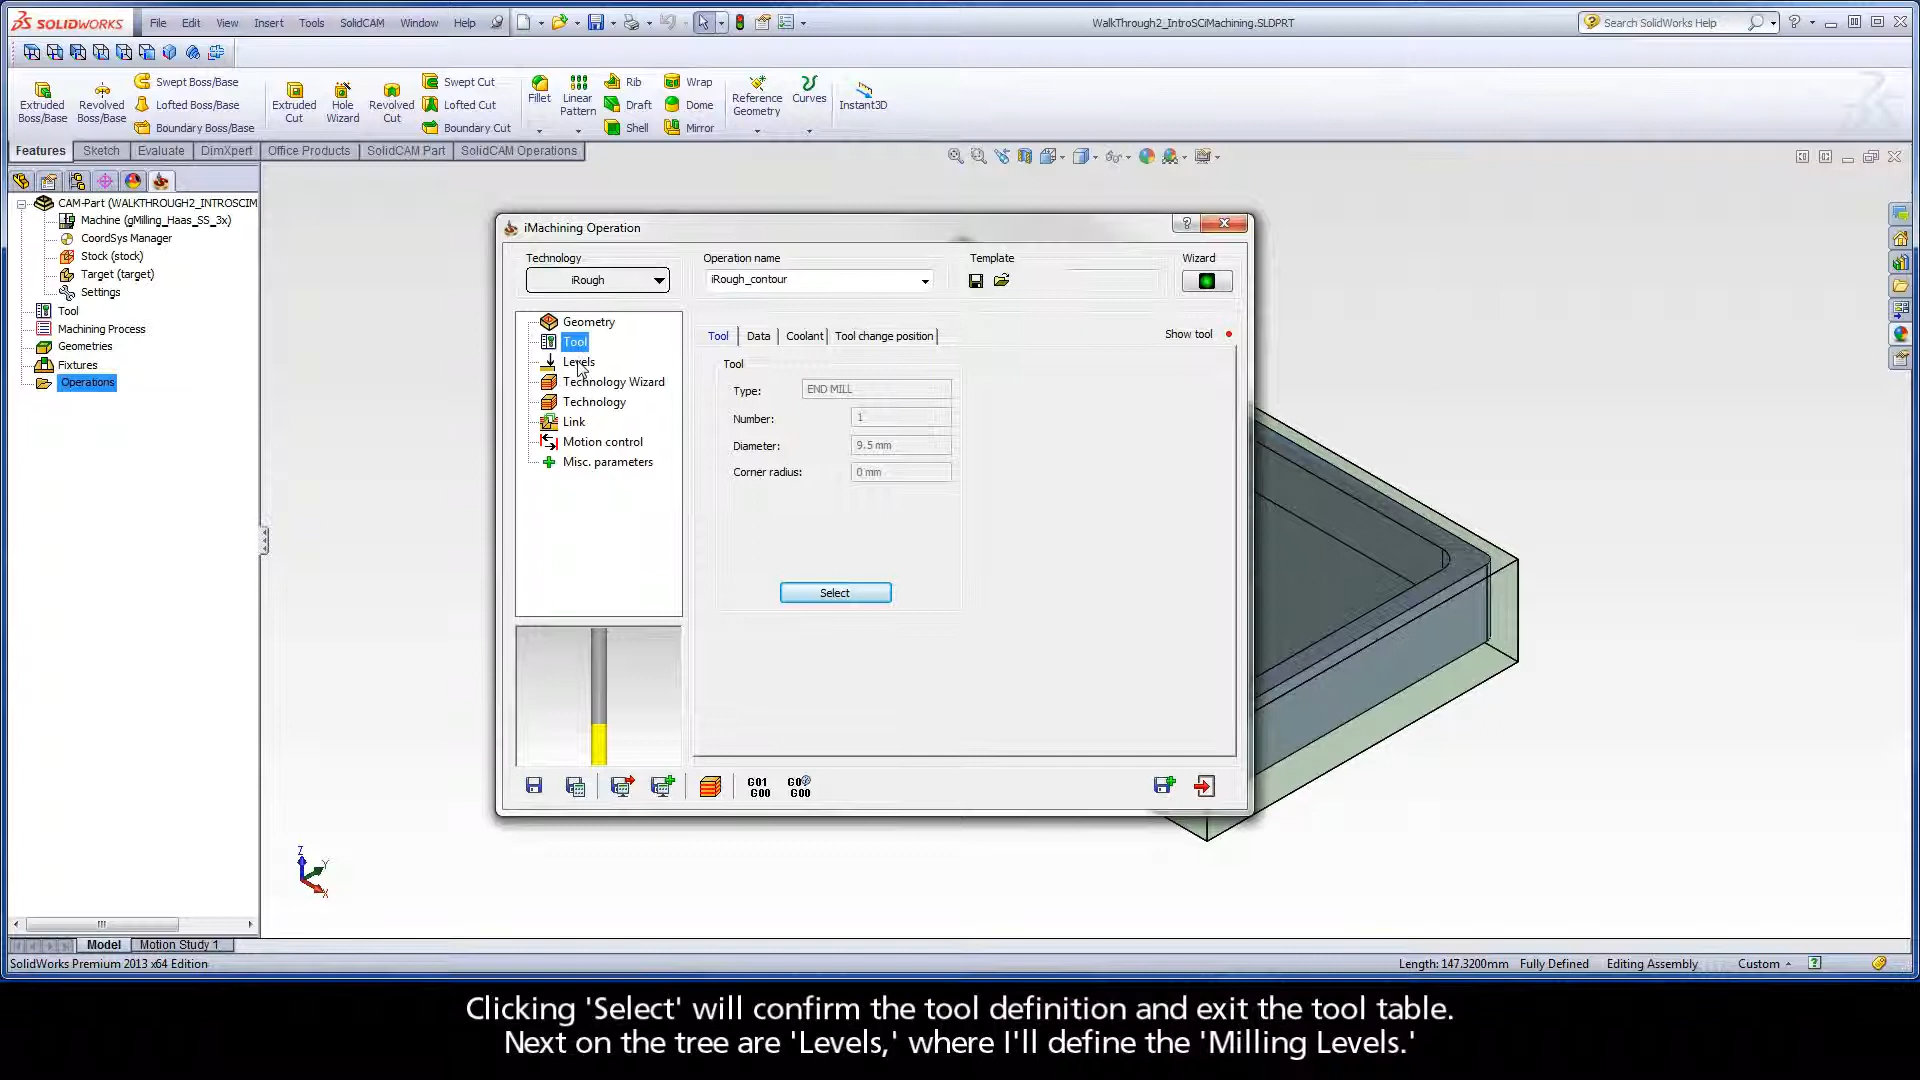 SOLIDWORKS File Edit View Insert Tools SolidCAM Window Help WalkThrough2_IntroSCiMachining.SLDPRT Search SolidWorks Help
Extruded Boss/Base
Revolved Boss/Base
Swept Boss/Base
Lofted Boss/Base
Boundary Boss/Base
Extruded Cut
Hole Wizard
Revolved Cut
Swept Cut
Lofted Cut
Boundary Cut
Fillet
Linear Pattern
Rib
Draft
Shell
Wrap
Dome
Mirror
Reference Geometry
Curves
Instant3D
Features Sketch Evaluate DimXpert Office Products SolidCAM Part SolidCAM Operations
CAM-Part (WALKTHROUGH2_INTROSCIM
Machine (gMilling_Haas_SS_3x)
CoordSys Manager
Stock (stock)
Target (target)
Settings
Tool
Machining Process
Geometries
Fixtures
Operations
iMachining Operation
Technology
iRough
Operation name
iRough_contour
Template
Wizard
Geometry
Tool
Levels
Technology Wizard
Technology
Link
Motion control
Misc. parameters
Tool Data Coolant Tool change position Show tool
Tool
Type: END MILL
Number: 1
Diameter: 9.5 mm
Corner radius: 0 mm
Select
G01 G00
G00
Z
Y
X
Model Motion Study 1
SolidWorks Premium 2013 x64 Edition Length: 147.3200mm Fully Defined Editing Assembly Custom
Clicking 'Select' will confirm the tool definition and exit the tool table.
Next on the tree are 'Levels,' where I'll define the 'Milling Levels.'